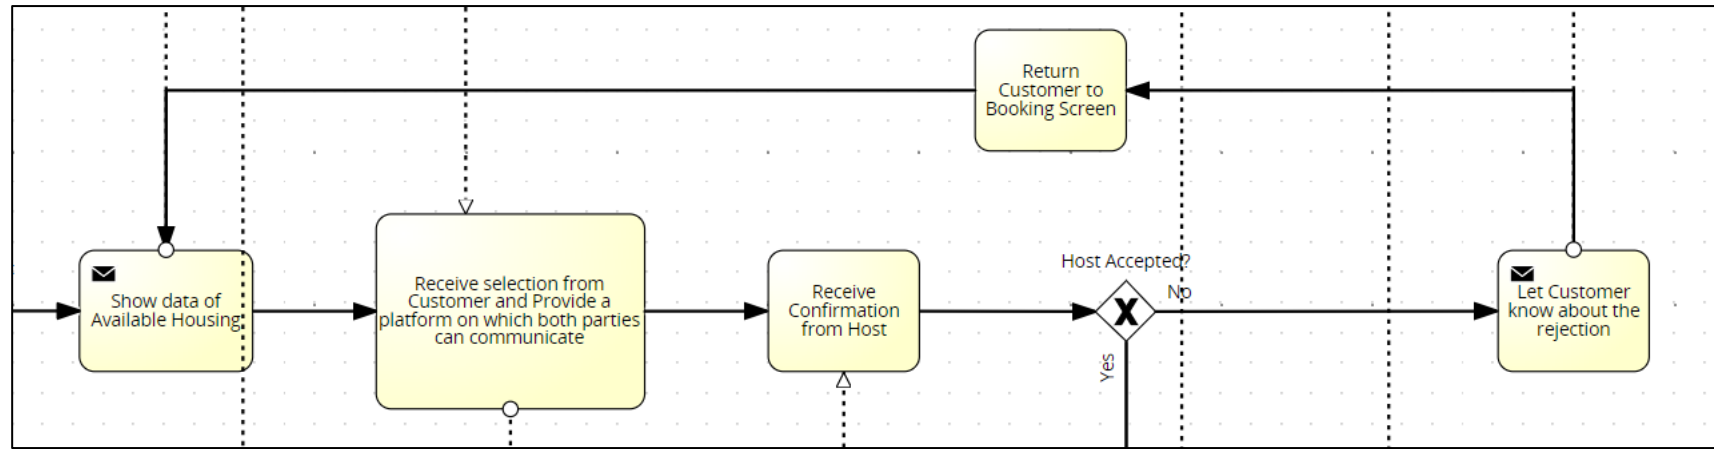 Return
Customer to
Booking Screen
Show data of
Available Housing
Receive selection from
Customer and Provide a
platform on which both parties
can communicate
Receive
Confirmation
from Host
Host Accepted?
No
Yes
Let Customer
know about the
rejection